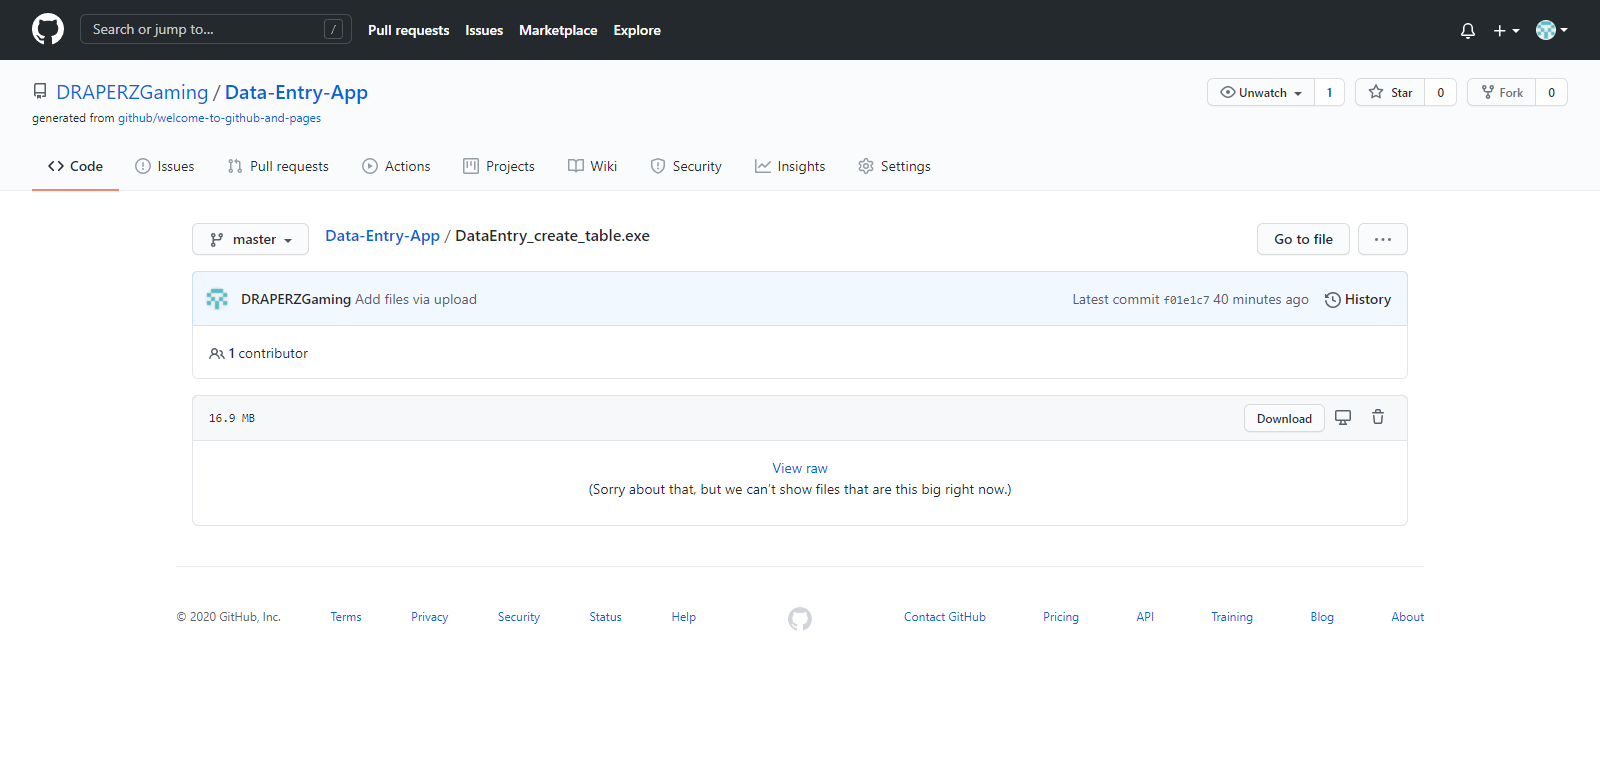 Search or jump to... /
Pull requests Issues Marketplace Explore
DRAPERZGaming / Data-Entry-App
Unwatch 1 Star 0 Fork 0
generated from github/welcome-to-github-and-pages
Code Issues Pull requests Actions Projects Wiki Security Insights Settings
master Data-Entry-App / DataEntry_create_table.exe Go to file ...
DRAPERZGaming Add files via upload Latest commit f01e1c7 40 minutes ago History
1 contributor
16.9 MB Download
View raw
(Sorry about that, but we can't show files that are this big right now.)
© 2020 GitHub, Inc. Terms Privacy Security Status Help Contact GitHub Pricing API Training Blog About